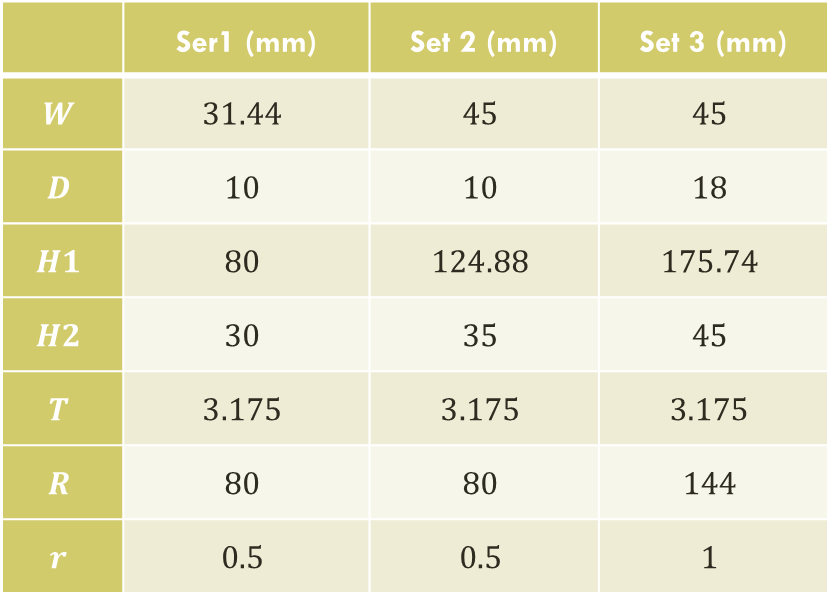 Ser1 (mm) Set 2 (mm) Set 3 (mm)
W 31.44 45 45
D 10 10 18
H1 80 124.88 175.74
H2 30 35 45
T 3.175 3.175 3.175
R 80 80 144
r 0.5 0.5 1